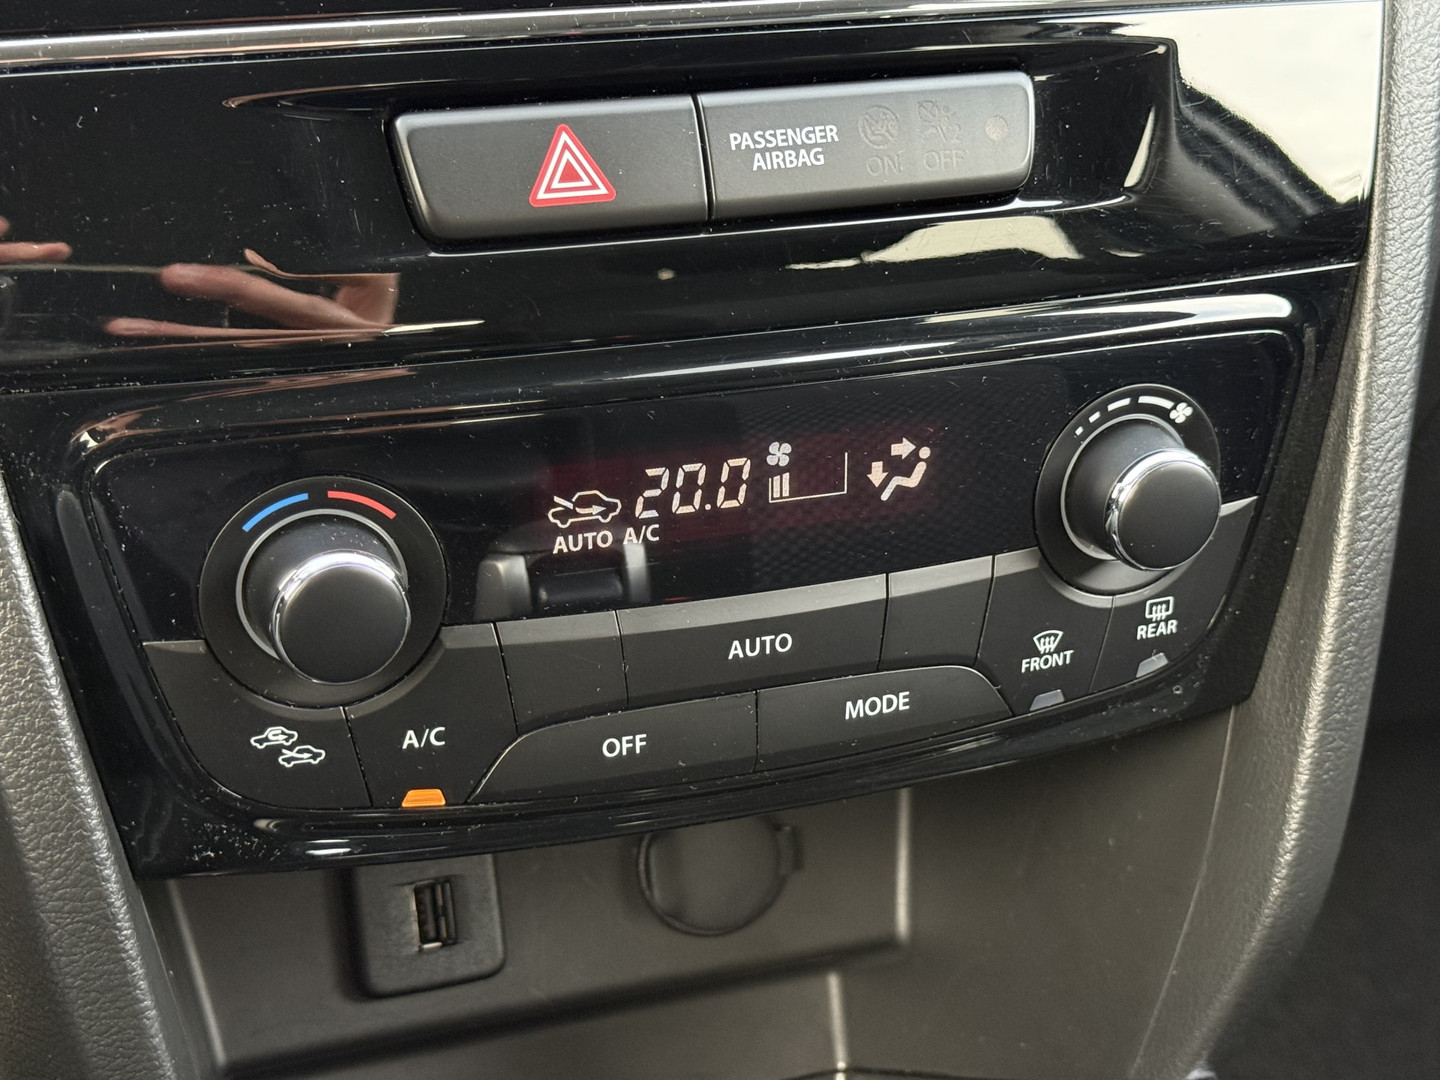 PASSENGER
AIRBAG
ON
OFF
20.0
AUTO A/C
AUTO
FRONT
REAR
A/C
OFF
MODE